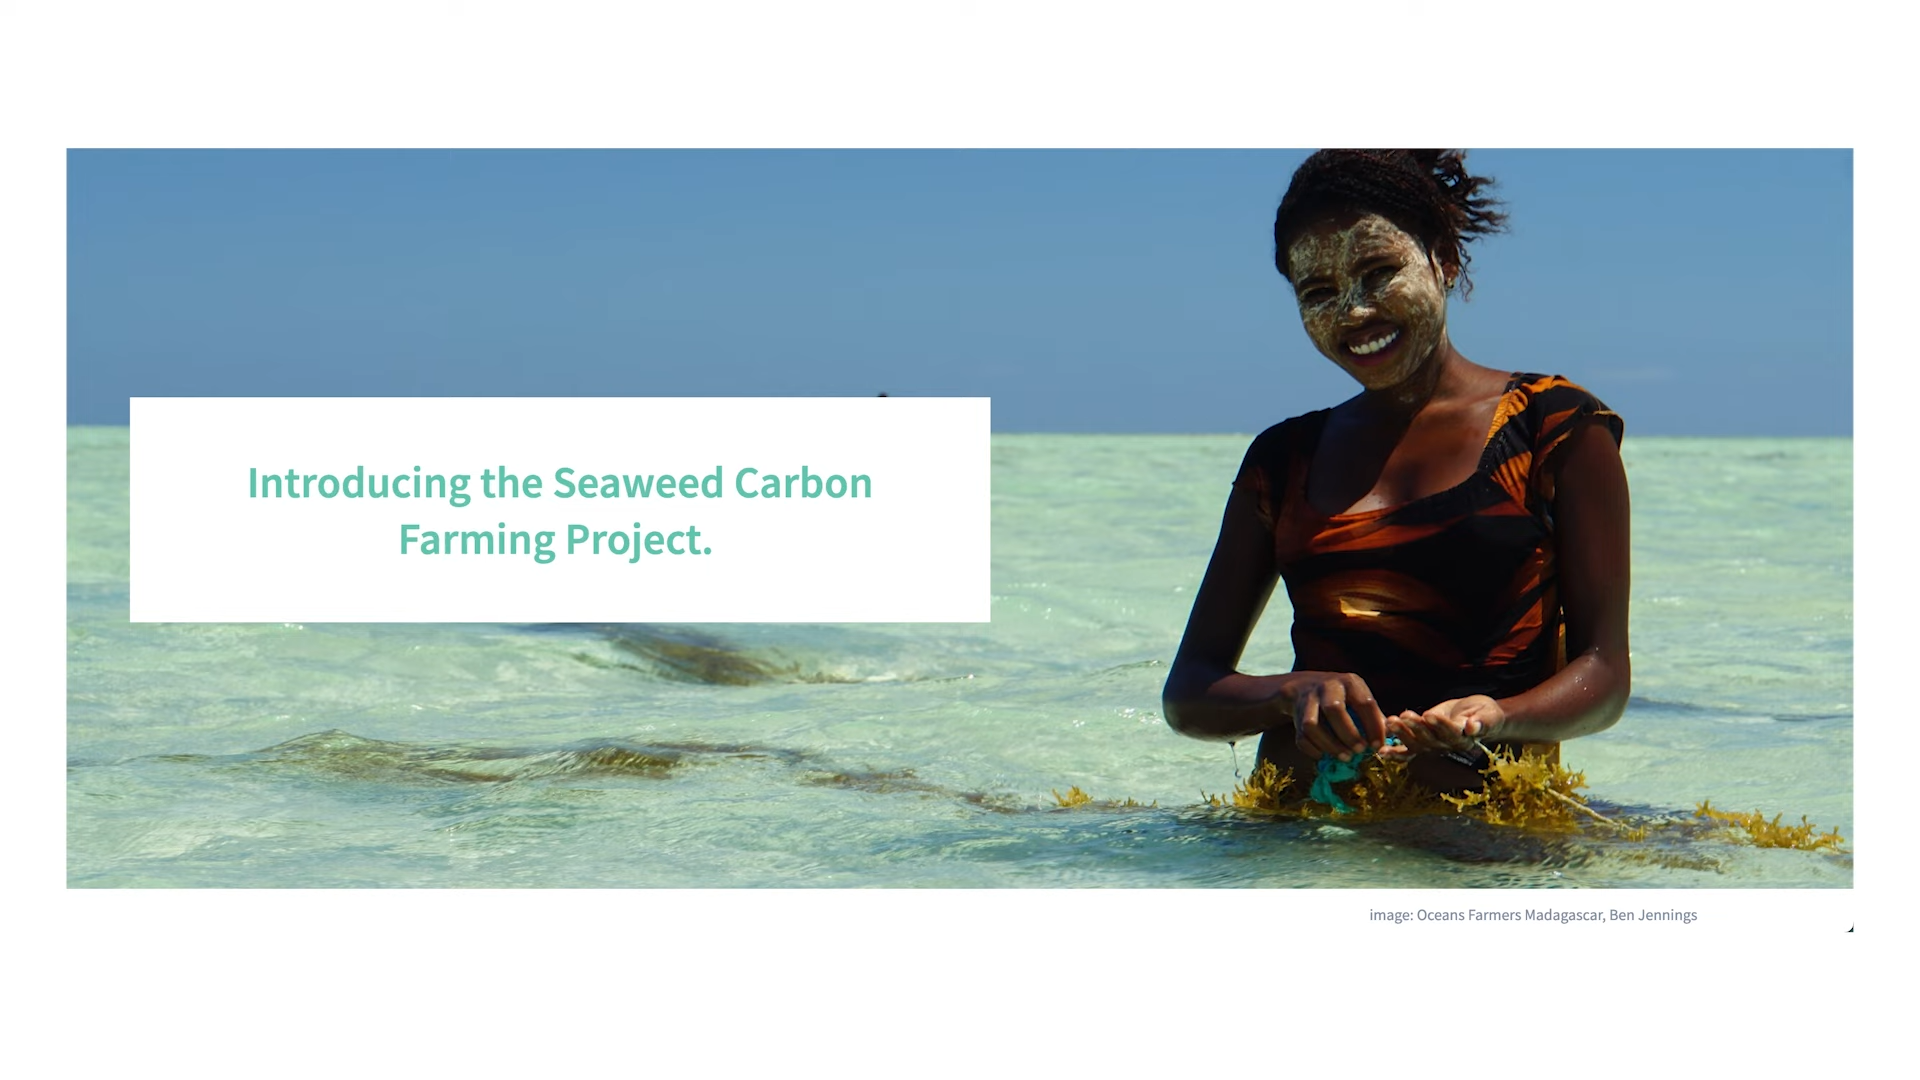 Introducing the Seaweed Carbon
Farming Project.
image: Oceans Farmers Madagascar, Ben Jennings